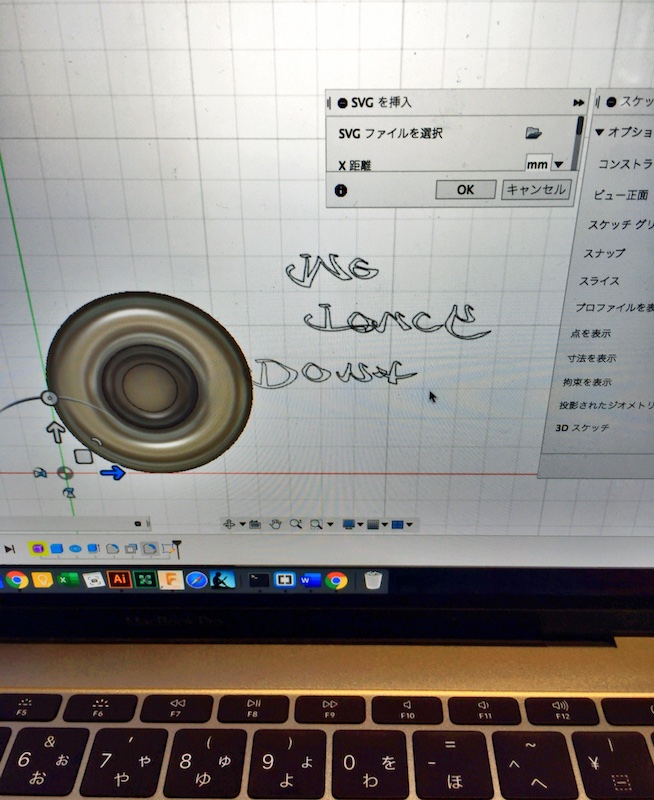 SVG を挿入
SVG ファイルを選択
X 距離
mm
OK
キャンセル
スケッ
オプショ
コンストラ
ビュー正面
スケッチ グリ
スナップ
スライス
プロファイルを表
点を表示
寸法を表示
拘束を表示
投影されたジオメトリ
3D スケッチ
We
Dont
Ai
F
W
MacBook Pro
F5
F6
F7
F8
F9
F10
F11
F12
& 6 ぉ お
' 7 ゃ や
( 8 ゅ ゆ
) 9 ょ よ
0 を わ
= - ほ
~ ^ へ
| ¥